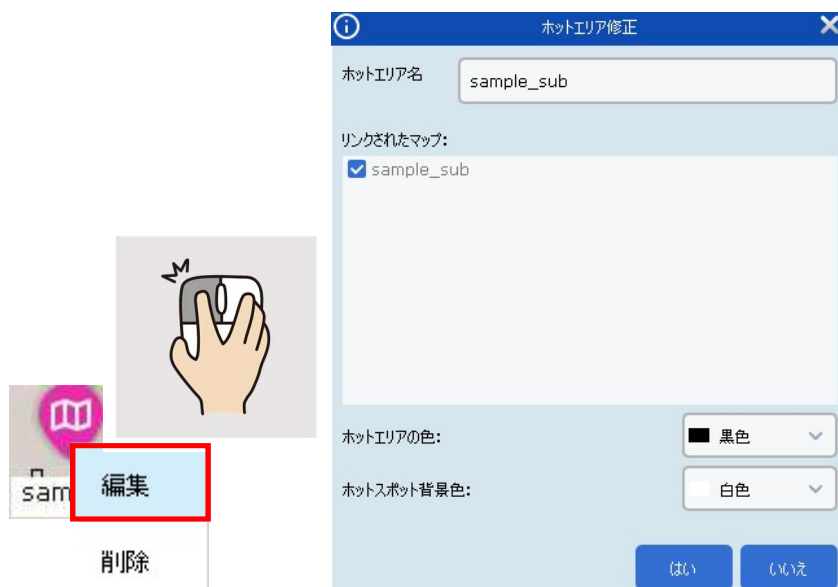 ホットエリア修正
ホットエリア名
sample_sub
リンクされたマップ:
sample_sub
sam
編集
削除
ホットエリアの色:
黒色
ホットスポット背景色:
白色
はい
いいえ